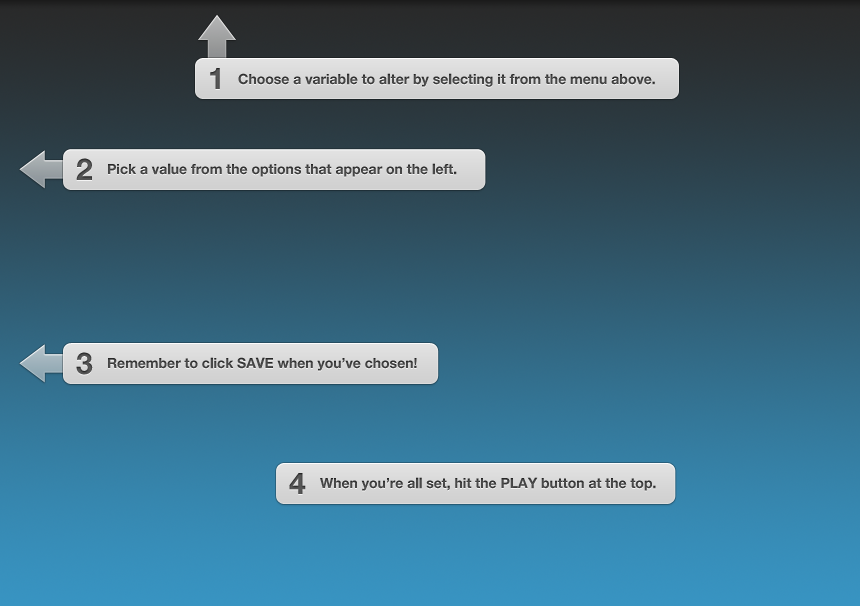 1 Choose a variable to alter by selecting it from the menu above.
2 Pick a value from the options that appear on the left.
3 Remember to click SAVE when you’ve chosen!
4 When you’re all set, hit the PLAY button at the top.